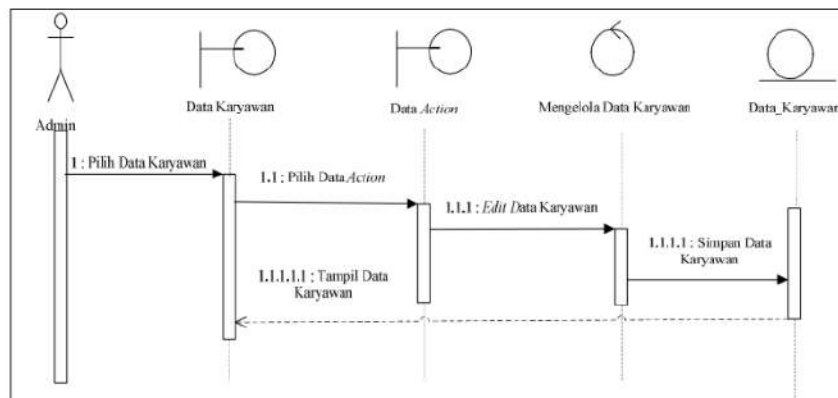 Admin
Data Karyawan
Data Action
Mengelola Data Karyawan
Data_Karyawan
1 : Pilih Data Karyawan
1.1 : Pilih Data Action
1.1.1 : Edit Data Karyawan
1.1.1.1 : Simpan Data
Karyawan
1.1.1.1.1 : Tampil Data
Karyawan